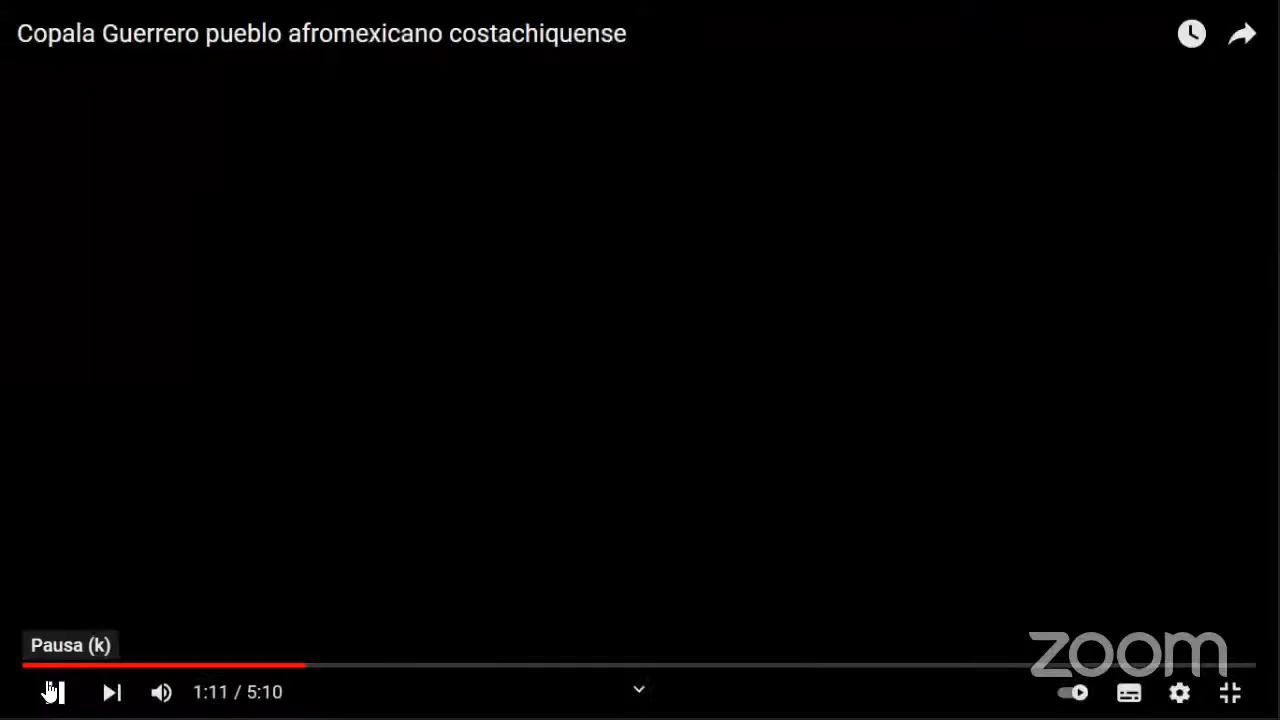 Copala Guerrero pueblo afromexicano costachiquense
Pausa (k)
zoom
1:11 / 5:10